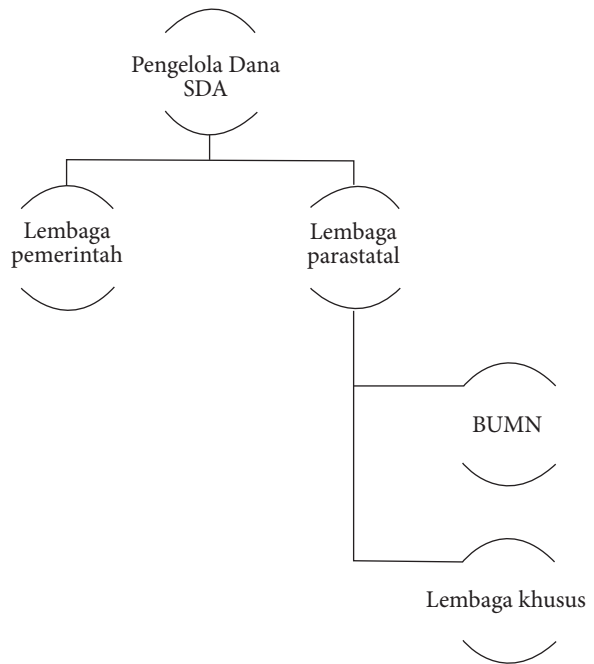 Pengelola Dana
SDA
Lembaga
pemerintah
Lembaga
parastatal
BUMN
Lembaga khusus